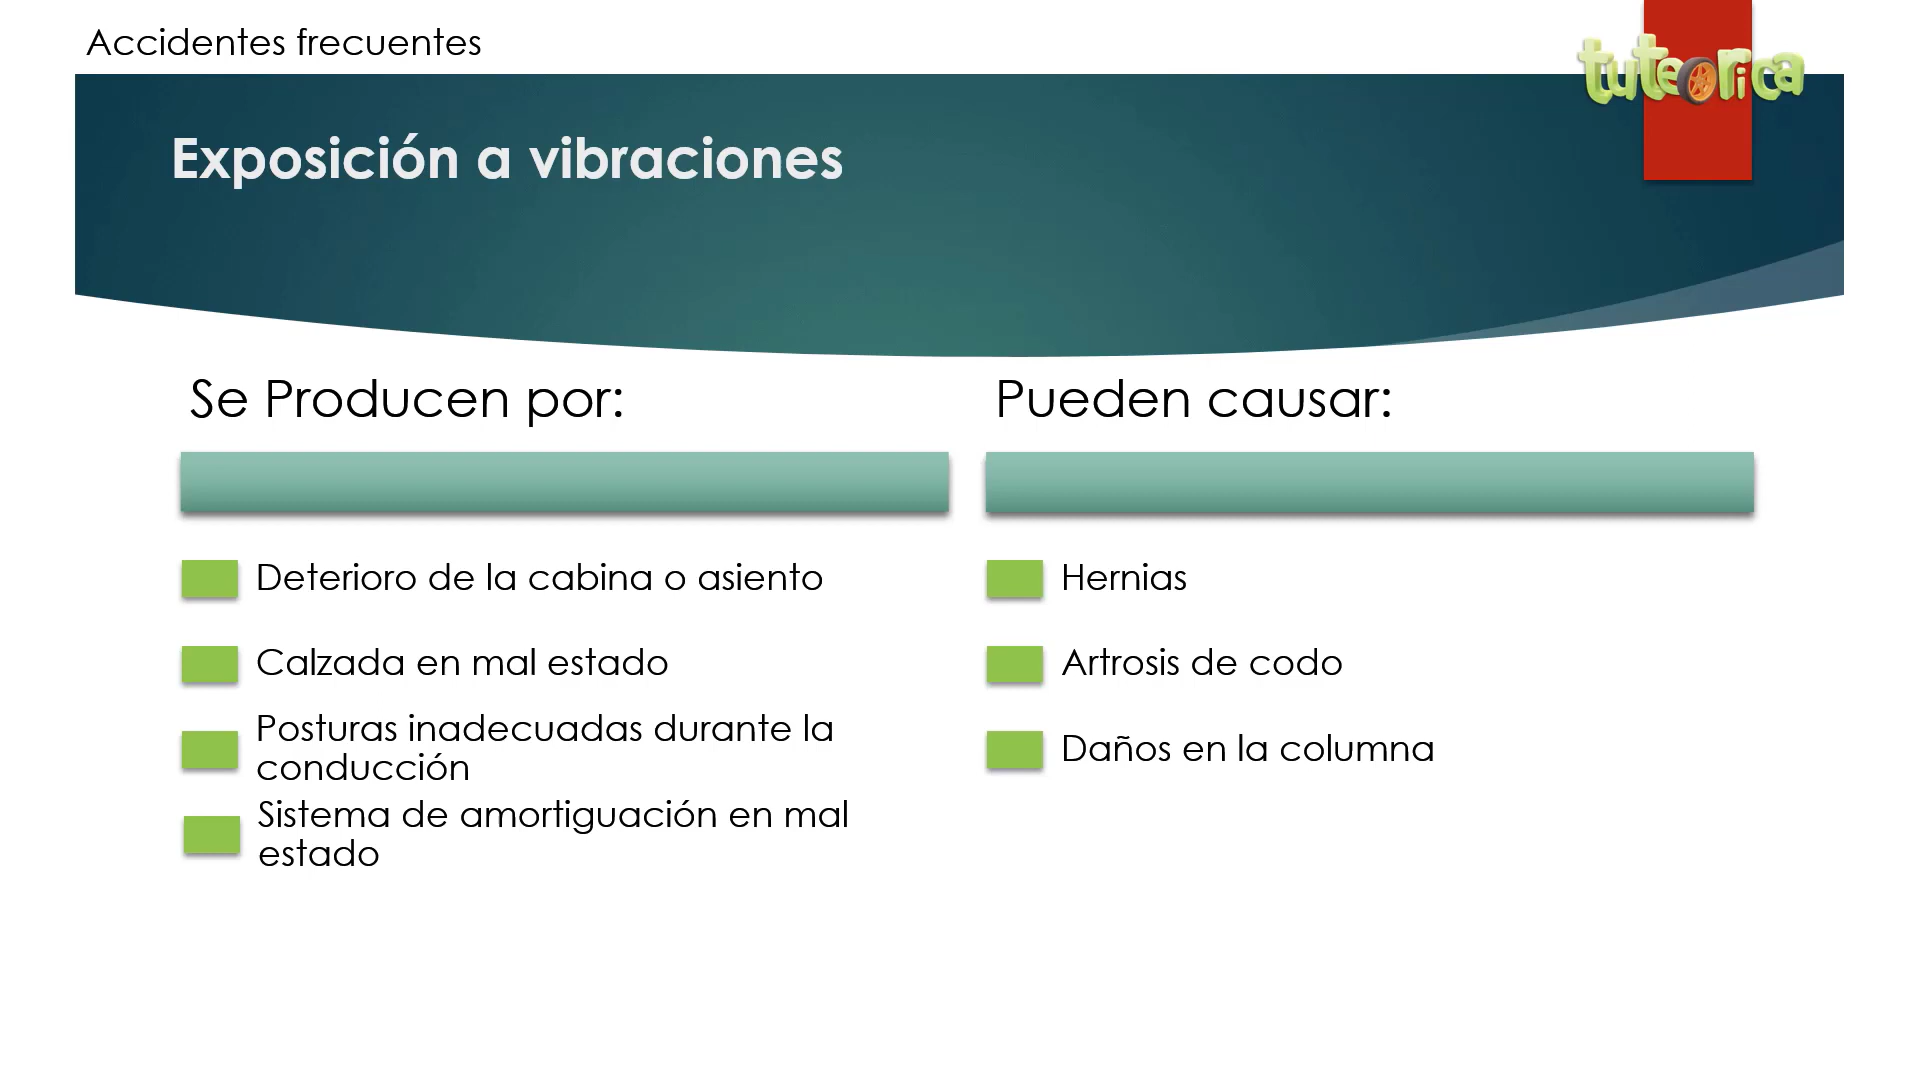 Accidentes frecuentes
tuteorica
Exposición a vibraciones
Se Producen por:
Deterioro de la cabina o asiento
Calzada en mal estado
Posturas inadecuadas durante la
conducción
Sistema de amortiguación en mal
estado
Pueden causar:
Hernias
Artrosis de codo
Daños en la columna